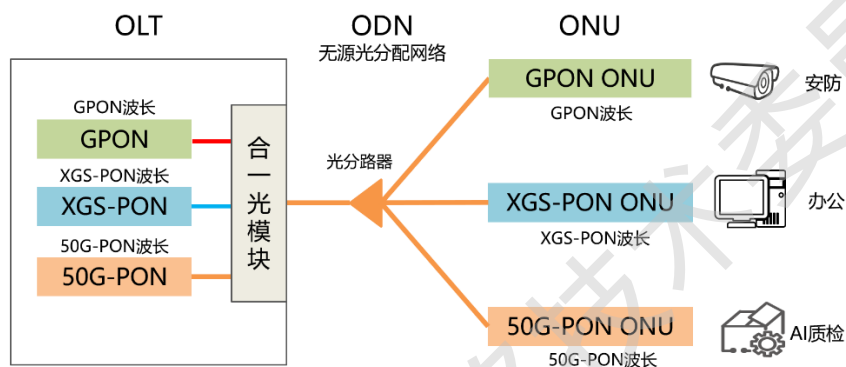 OLT
ODN
ONU
无源光分配网络
GPON波长
GPON
XGS-PON波长
XGS-PON
50G-PON波长
50G-PON
合一光模块
光分路器
GPON ONU
GPON波长
安防
XGS-PON ONU
XGS-PON波长
办公
50G-PON ONU
50G-PON波长
AI质检
技术委